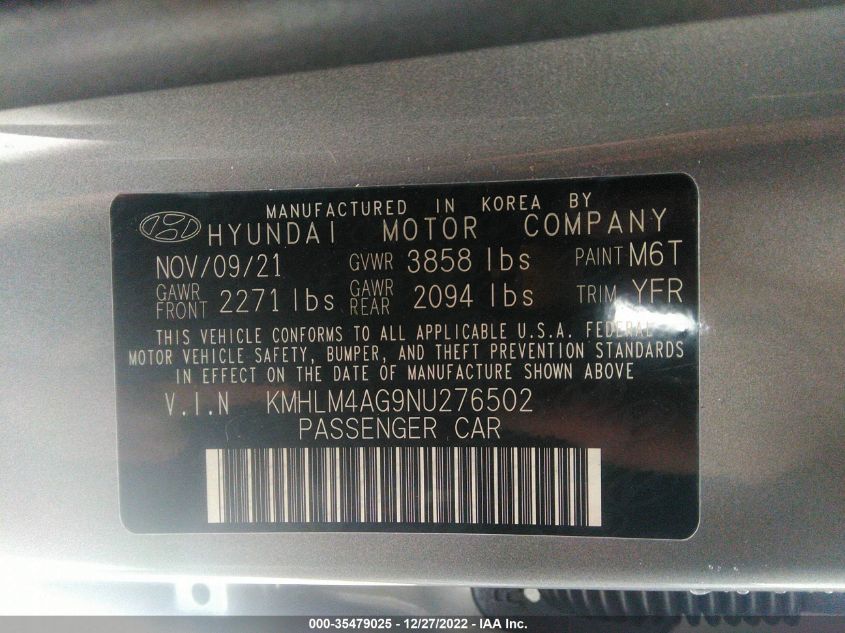 MANUFACTURED IN KOREA BY
HYUNDAI MOTOR COMPANY
NOV/09/21 GVWR 3858 lbs PAINT M6T
GAWR FRONT 2271 lbs GAWR REAR 2094 lbs TRIM YFR
THIS VEHICLE CONFORMS TO ALL APPLICABLE U.S.A. FEDERAL
MOTOR VEHICLE SAFETY, BUMPER, AND THEFT PREVENTION STANDARDS
IN EFFECT ON THE DATE OF MANUFACTURE SHOWN ABOVE
V.I.N KMHLM4AG9NU276502
PASSENGER CAR
000-35479025 - 12/27/2022 - IAA Inc.